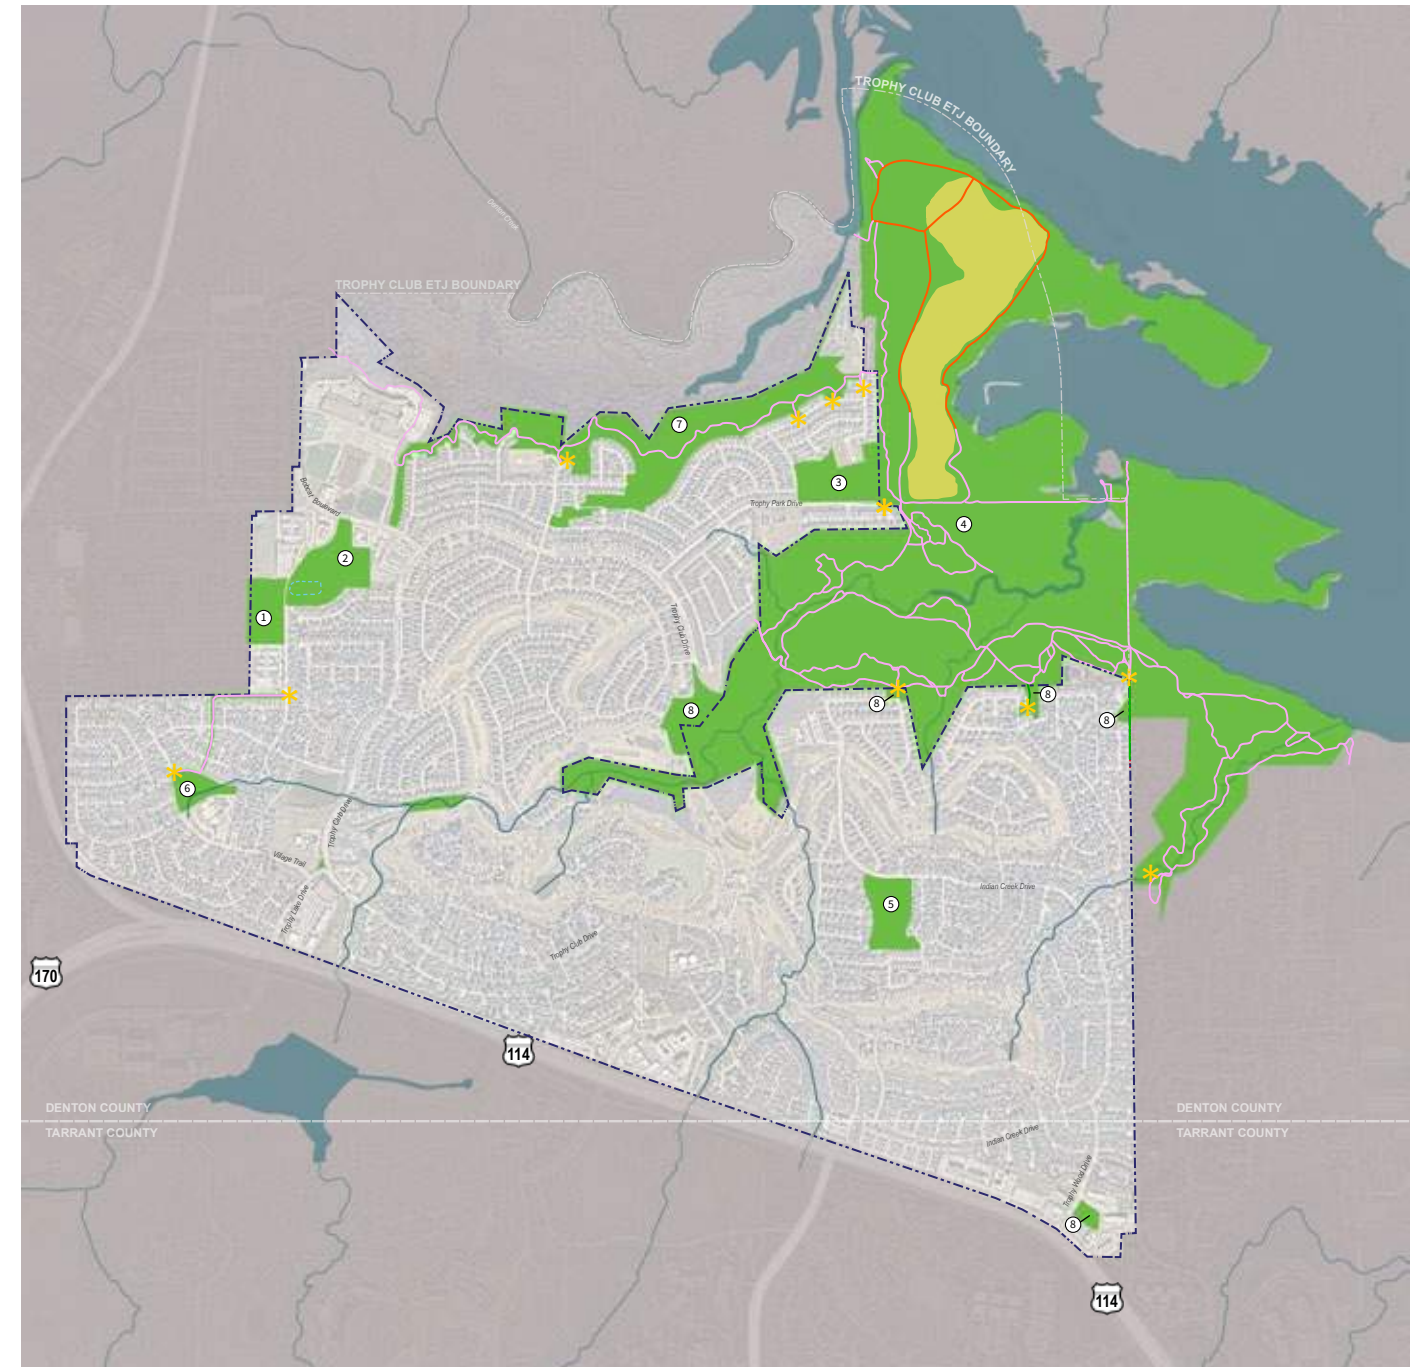 TROPHY CLUB ETJ BOUNDARY
TROPHY CLUB ETJ BOUNDARY
7
3
Trophy Park Drive
4
Bobcat Boulevard
2
1
Trophy Club Drive
8
8
8
8
6
Trophy Club Drive
Village Trail
Trophy Lake Drive
Indian Creek Drive
5
Trophy Club Drive
170
114
DENTON COUNTY
TARRANT COUNTY
DENTON COUNTY
TARRANT COUNTY
Indian Creek Drive
Trophy Wood Drive
8
114